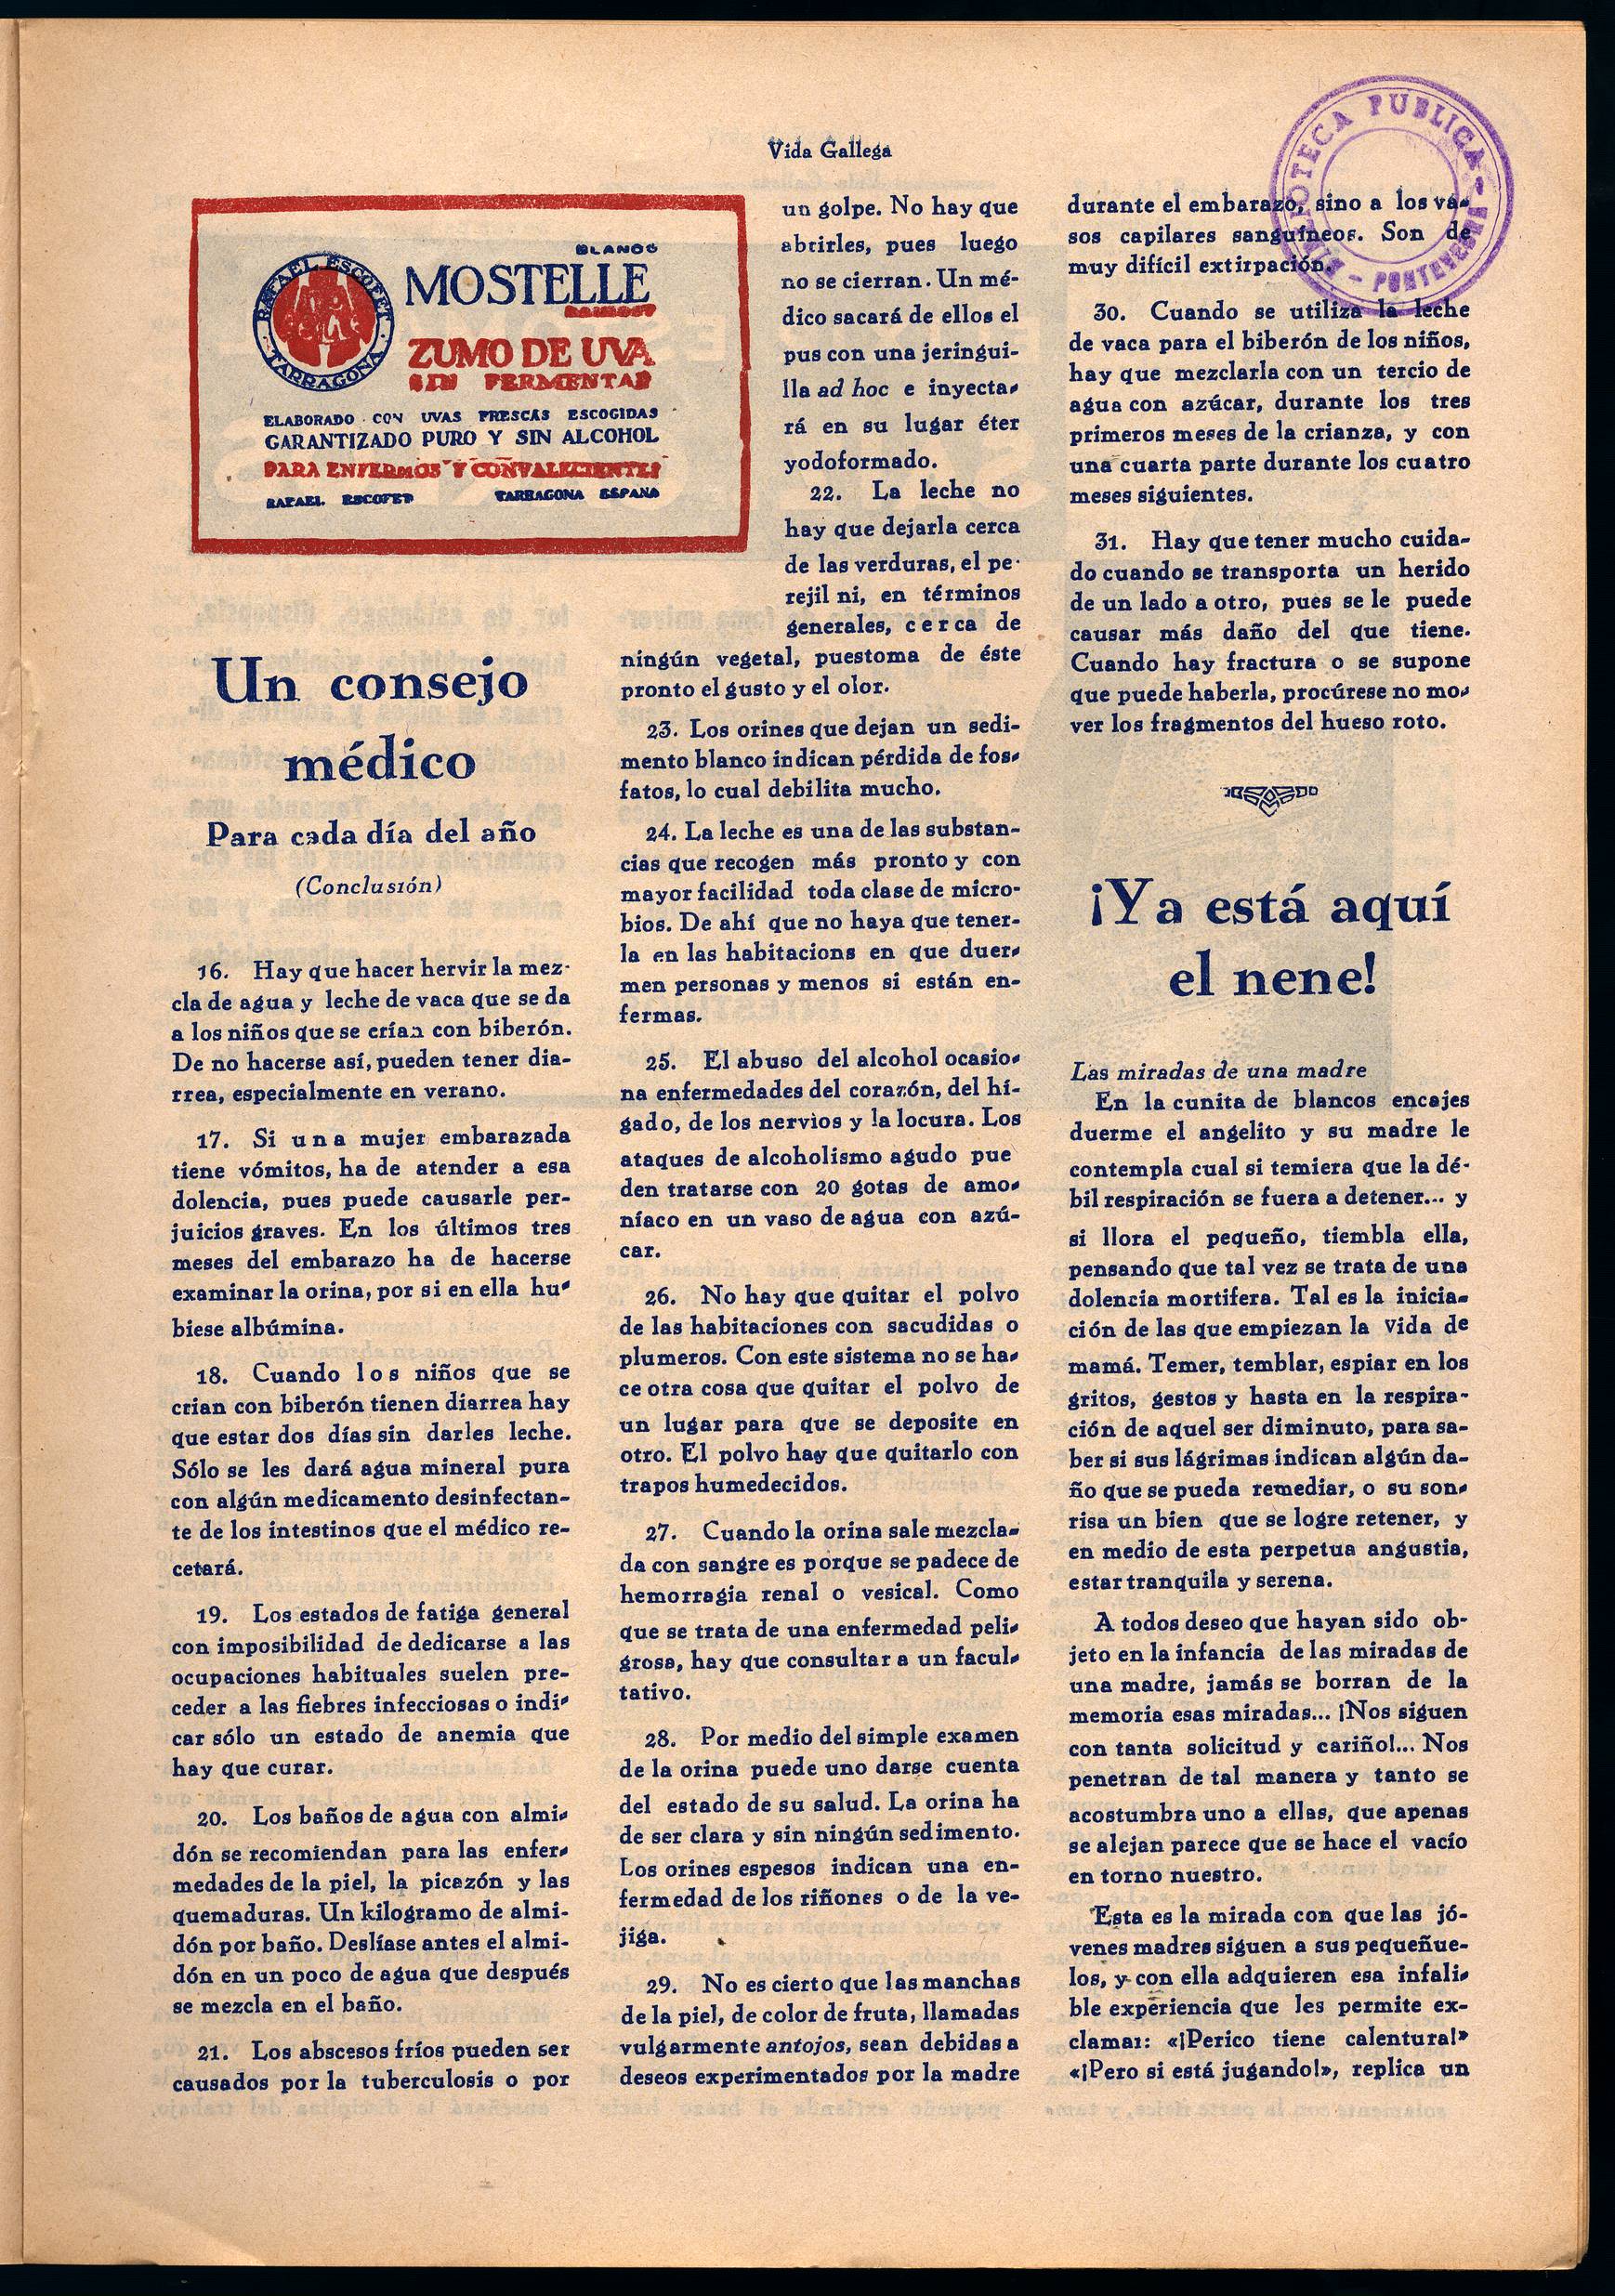 Vida Gallega
BIBLIOTECA PUBLICA - PONTEVEDRA -
RAFAEL ESCOFET · TARRAGONA ·
BLANCO
MOSTELLE
ZUMO DE UVA
SIN FERMENTAR
ELABORADO CON UVAS FRESCAS ESCOGIDAS
GARANTIZADO PURO Y SIN ALCOHOL
PARA ENFERMOS Y CONVALECIENTES
RAFAEL ESCOFET TARRAGONA ESPAÑA
Un consejo
médico
Para cada día del año
(Conclusión)
16. Hay que hacer hervir la mez-
cla de agua y leche de vaca que se da
a los niños que se crían con biberón.
De no hacerse así, pueden tener dia-
rrea, especialmente en verano.
17. Si una mujer embarazada
tiene vómitos, ha de atender a esa
dolencia, pues puede causarle per-
juicios graves. En los últimos tres
meses del embarazo ha de hacerse
examinar la orina, por si en ella hu-
biese albúmina.
18. Cuando los niños que se
crian con biberón tienen diarrea hay
que estar dos días sin darles leche.
Sólo se les dará agua mineral pura
con algún medicamento desinfectan-
te de los intestinos que el médico re-
cetará.
19. Los estados de fatiga general
con imposibilidad de dedicarse a las
ocupaciones habituales suelen pre-
ceder a las fiebres infecciosas o indi-
car sólo un estado de anemia que
hay que curar.
20. Los baños de agua con almi-
dón se recomiendan para las enfer-
medades de la piel, la picazón y las
quemaduras. Un kilogramo de almi-
dón por baño. Deslíase antes el almi-
dón en un poco de agua que después
se mezcla en el baño.
21. Los abscesos fríos pueden ser
causados por la tuberculosis o por
un golpe. No hay que
abrirles, pues luego
no se cierran. Un mé-
dico sacará de ellos el
pus con una jeringui-
lla ad hoc e inyecta-
rá en su lugar éter
yodoformado.
22. La leche no
hay que dejarla cerca
de las verduras, el pe-
rejil ni, en términos
generales, cerca de
ningún vegetal, puestoma de éste
pronto el gusto y el olor.
23. Los orines que dejan un sedi-
mento blanco indican pérdida de fos-
fatos, lo cual debilita mucho.
24. La leche es una de las substan-
cias que recogen más pronto y con
mayor facilidad toda clase de micro-
bios. De ahí que no haya que tener-
la en las habitacions en que duer-
men personas y menos si están en-
fermas.
25. El abuso del alcohol ocasio-
na enfermedades del corazón, del hí-
gado, de los nervios y la locura. Los
ataques de alcoholismo agudo pue
den tratarse con 20 gotas de amo-
níaco en un vaso de agua con azú-
car.
26. No hay que quitar el polvo
de las habitaciones con sacudidas o
plumeros. Con este sistema no se ha-
ce otra cosa que quitar el polvo de
un lugar para que se deposite en
otro. El polvo hay que quitarlo con
trapos humedecidos.
27. Cuando la orina sale mezcla-
da con sangre es porque se padece de
hemorragia renal o vesical. Como
que se trata de una enfermedad peli-
grosa, hay que consultar a un facul-
tativo.
28. Por medio del simple examen
de la orina puede uno darse cuenta
del estado de su salud. La orina ha
de ser clara y sin ningún sedimento.
Los orines espesos indican una en-
fermedad de los riñones o de la ve-
jiga.
29. No es cierto que las manchas
de la piel, de color de fruta, llamadas
vulgarmente antojos, sean debidas a
deseos experimentados por la madre
durante el embarazo, sino a los va-
sos capilares sanguíneos. Son de
muy difícil extirpación.
30. Cuando se utiliza la leche
de vaca para el biberón de los niños,
hay que mezclarla con un tercio de
agua con azúcar, durante los tres
primeros meses de la crianza, y con
una cuarta parte durante los cuatro
meses siguientes.
31. Hay que tener mucho cuida-
do cuando se transporta un herido
de un lado a otro, pues se le puede
causar más daño del que tiene.
Cuando hay fractura o se supone
que puede haberla, procúrese no mo-
ver los fragmentos del hueso roto.
¡Ya está aquí
el nene!
Las miradas de una madre
En la cunita de blancos encajes
duerme el angelito y su madre le
contempla cual si temiera que la dé-
bil respiración se fuera a detener... y
si llora el pequeño, tiembla ella,
pensando que tal vez se trata de una
dolencia mortifera. Tal es la inicia-
ción de las que empiezan la vida de
mamá. Temer, temblar, espiar en los
gritos, gestos y hasta en la respira-
ción de aquel ser diminuto, para sa-
ber si sus lágrimas indican algún da-
ño que se pueda remediar, o su son-
risa un bien que se logre retener, y
en medio de esta perpetua angustia,
estar tranquila y serena.
A todos deseo que hayan sido ob-
jeto en la infancia de las miradas de
una madre, jamás se borran de la
memoria esas miradas... ¡Nos siguen
con tanta solicitud y cariño!... Nos
penetran de tal manera y tanto se
acostumbra uno a ellas, que apenas
se alejan parece que se hace el vacío
en torno nuestro.
Esta es la mirada con que las jó-
venes madres siguen a sus pequeñue-
los, y con ella adquieren esa infali-
ble experiencia que les permite ex-
clamar: «¡Perico tiene calentura!»
«¡Pero si está jugando!», replica un